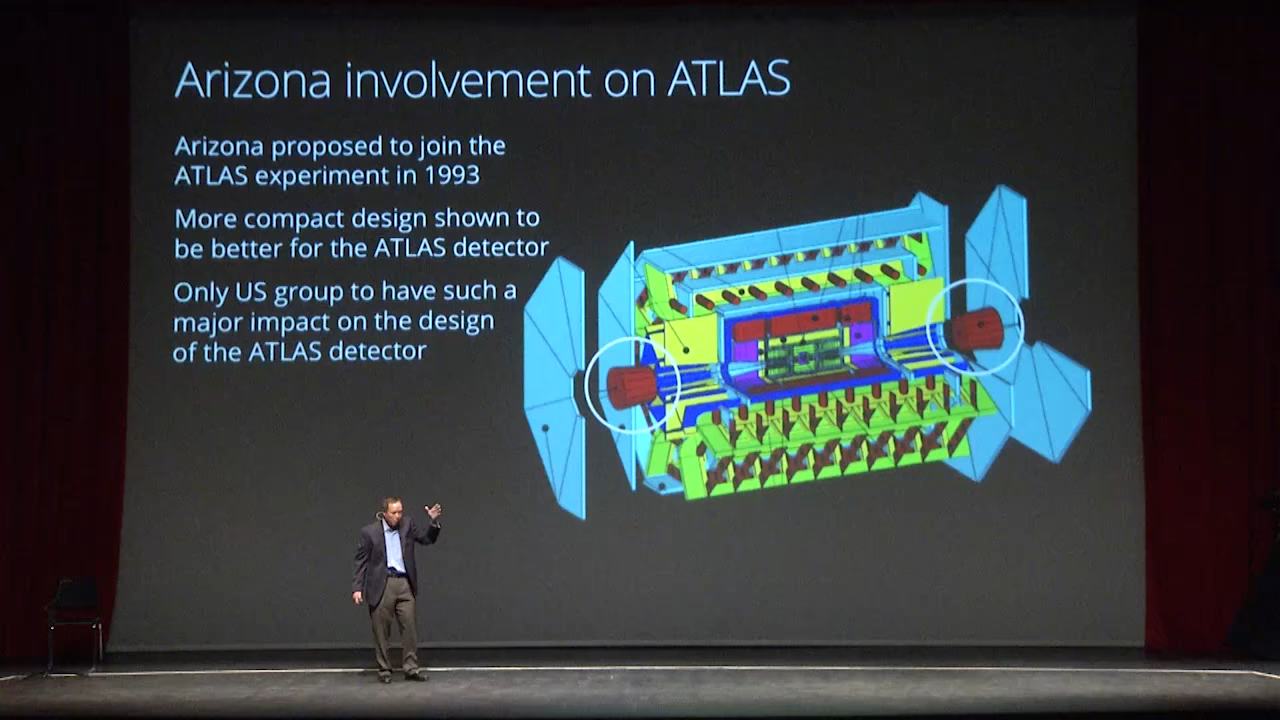 Arizona involvement on ATLAS
Arizona proposed to join the
ATLAS experiment in 1993
More compact design shown to
be better for the ATLAS detector
Only US group to have such a
major impact on the design
of the ATLAS detector